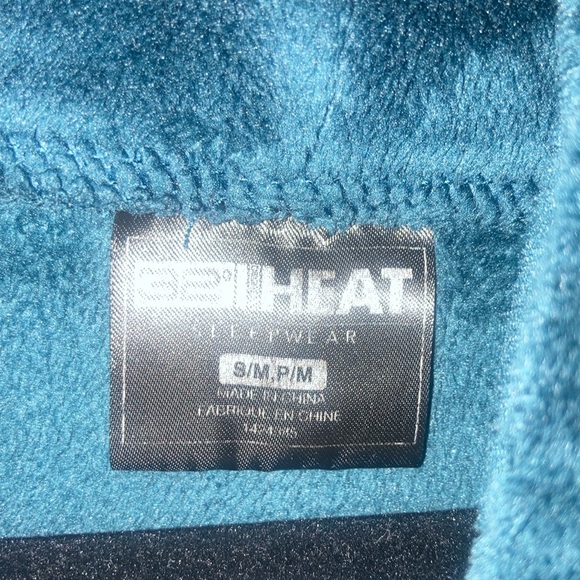 32° HEAT
SLEEPWEAR
S/M, P/M
MADE IN CHINA
FABRIQUE EN CHINE